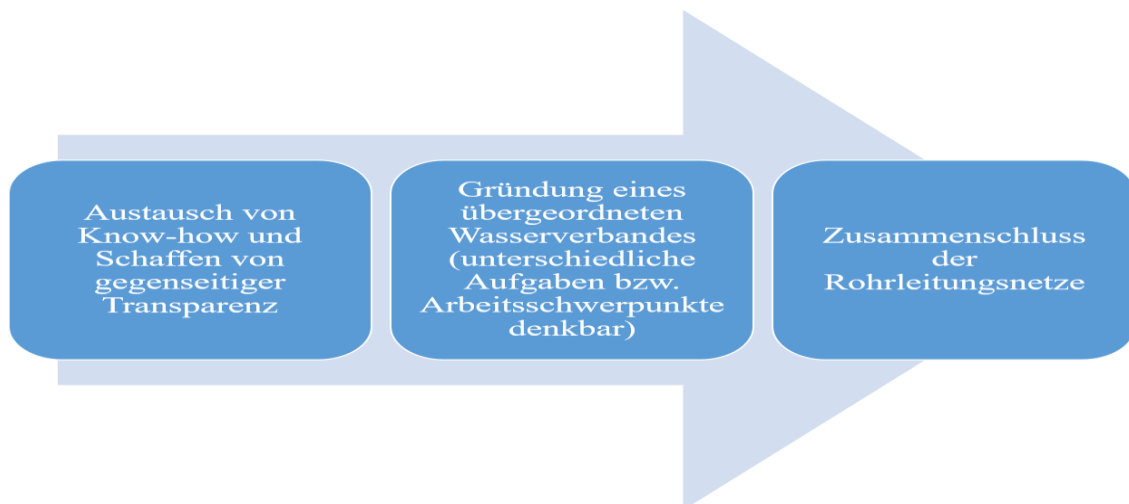 Austausch von
Know-how und
Schaffen von
gegenseitiger
Transparenz
Gründung eines
übergeordneten
Wasserverbandes
(unterschiedliche
Aufgaben bzw.
Arbeitsschwerpunkte
denkbar)
Zusammenschluss
der
Rohrleitungsnetze